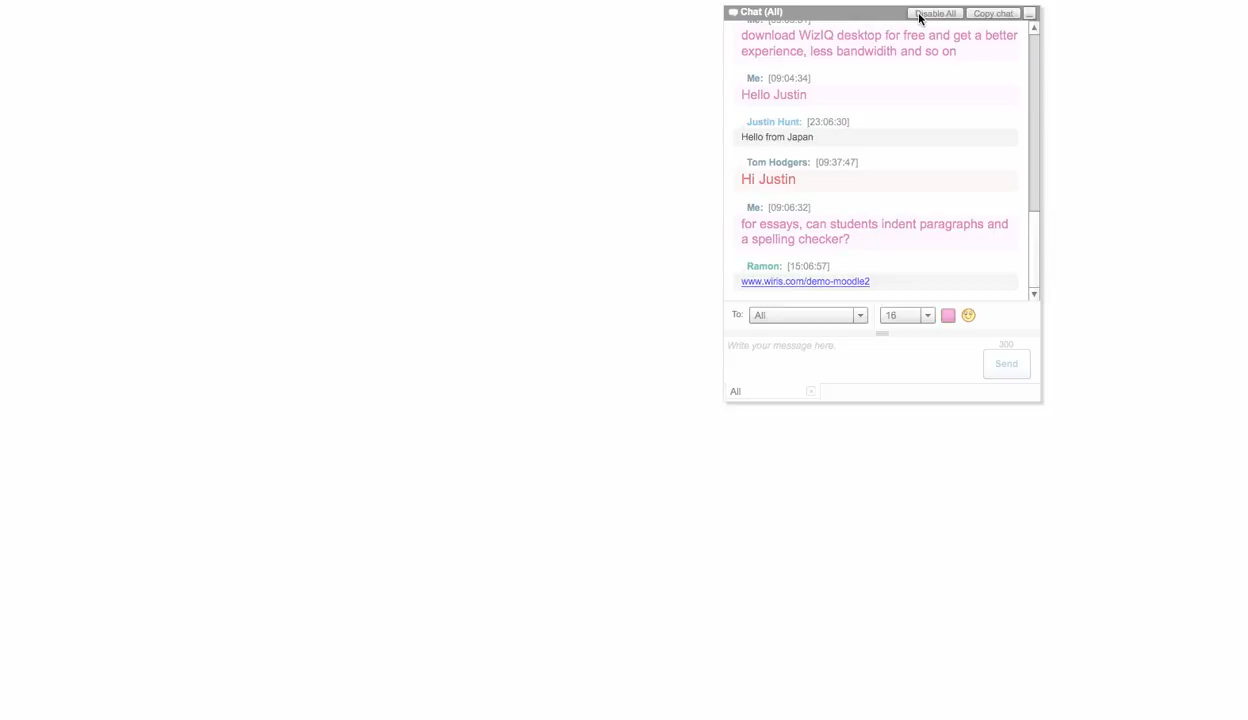 Chat (All) Disable All Copy chat
download WizIQ desktop for free and get a better
experience, less bandwidith and so on
Me: [09:04:34]
Hello Justin
Justin Hunt: [23:06:30]
Hello from Japan
Tom Hodgers: [09:37:47]
Hi Justin
Me: [09:06:32]
for essays, can students indent paragraphs and
a spelling checker?
Ramon: [15:06:57]
www.wiris.com/demo-moodle2
To: All 16
Write your message here.
300
Send
All